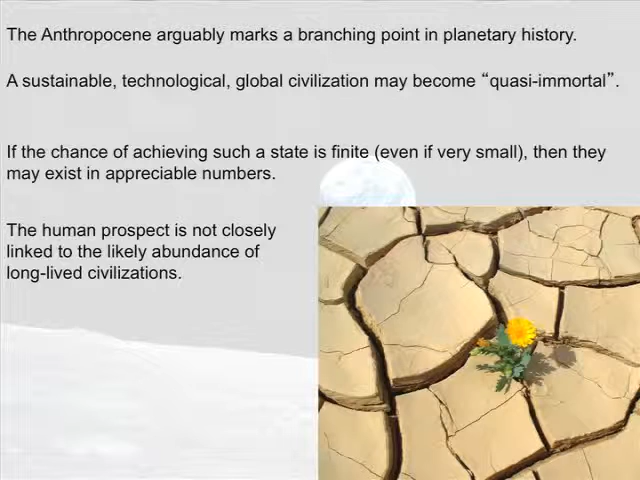 The Anthropocene arguably marks a branching point in planetary history.
A sustainable, technological, global civilization may become “quasi-immortal”.
If the chance of achieving such a state is finite (even if very small), then they
may exist in appreciable numbers.
The human prospect is not closely
linked to the likely abundance of
long-lived civilizations.